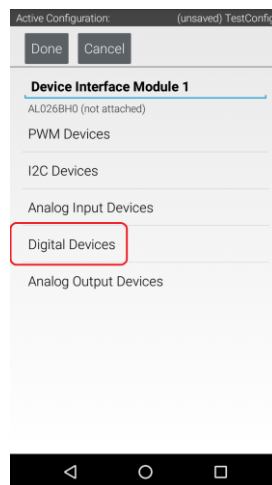 Active Configuration: (unsaved) TestConfig
Done Cancel
Device Interface Module 1
AL026BH0 (not attached)
PWM Devices
I2C Devices
Analog Input Devices
Digital Devices
Analog Output Devices